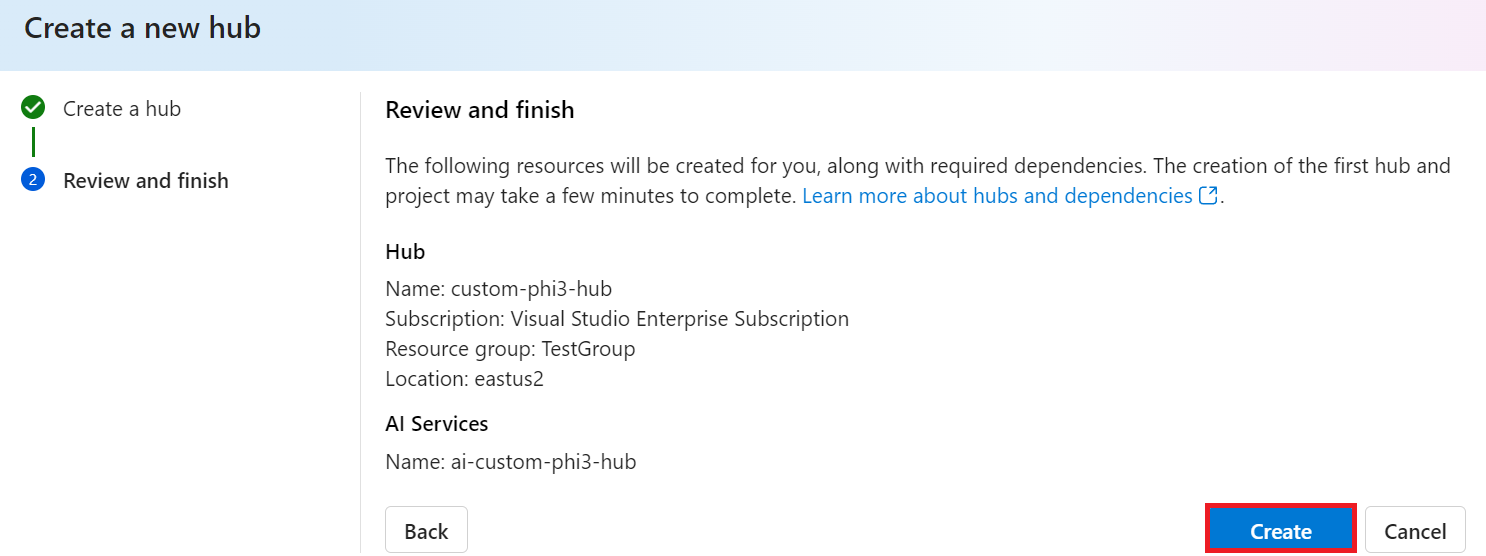 Create a new hub
Create a hub
2
Review and finish
Review and finish
The following resources will be created for you, along with required dependencies. The creation of the first hub and
project may take a few minutes to complete. Learn more about hubs and dependencies.
Hub
Name: custom-phi3-hub
Subscription: Visual Studio Enterprise Subscription
Resource group: TestGroup
Location: eastus2
AI Services
Name: ai-custom-phi3-hub
Back
Create
Cancel